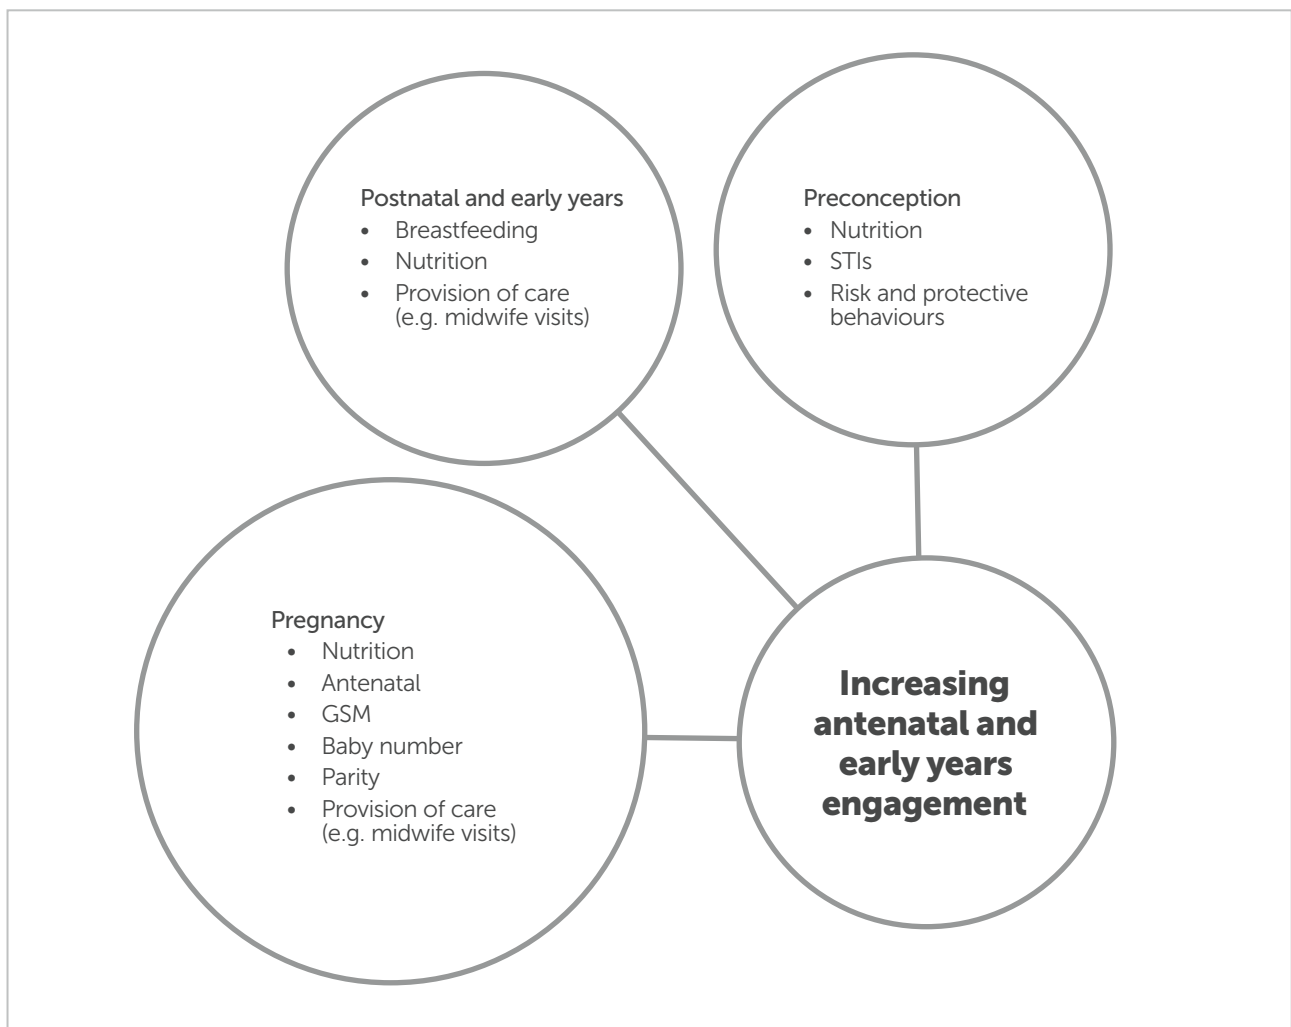 Postnatal and early years
• Breastfeeding
• Nutrition
• Provision of care
(e.g. midwife visits)
Preconception
• Nutrition
• STIs
• Risk and protective
behaviours
Pregnancy
• Nutrition
• Antenatal
• GSM
• Baby number
• Parity
• Provision of care
(e.g. midwife visits)
Increasing
antenatal and
early years
engagement